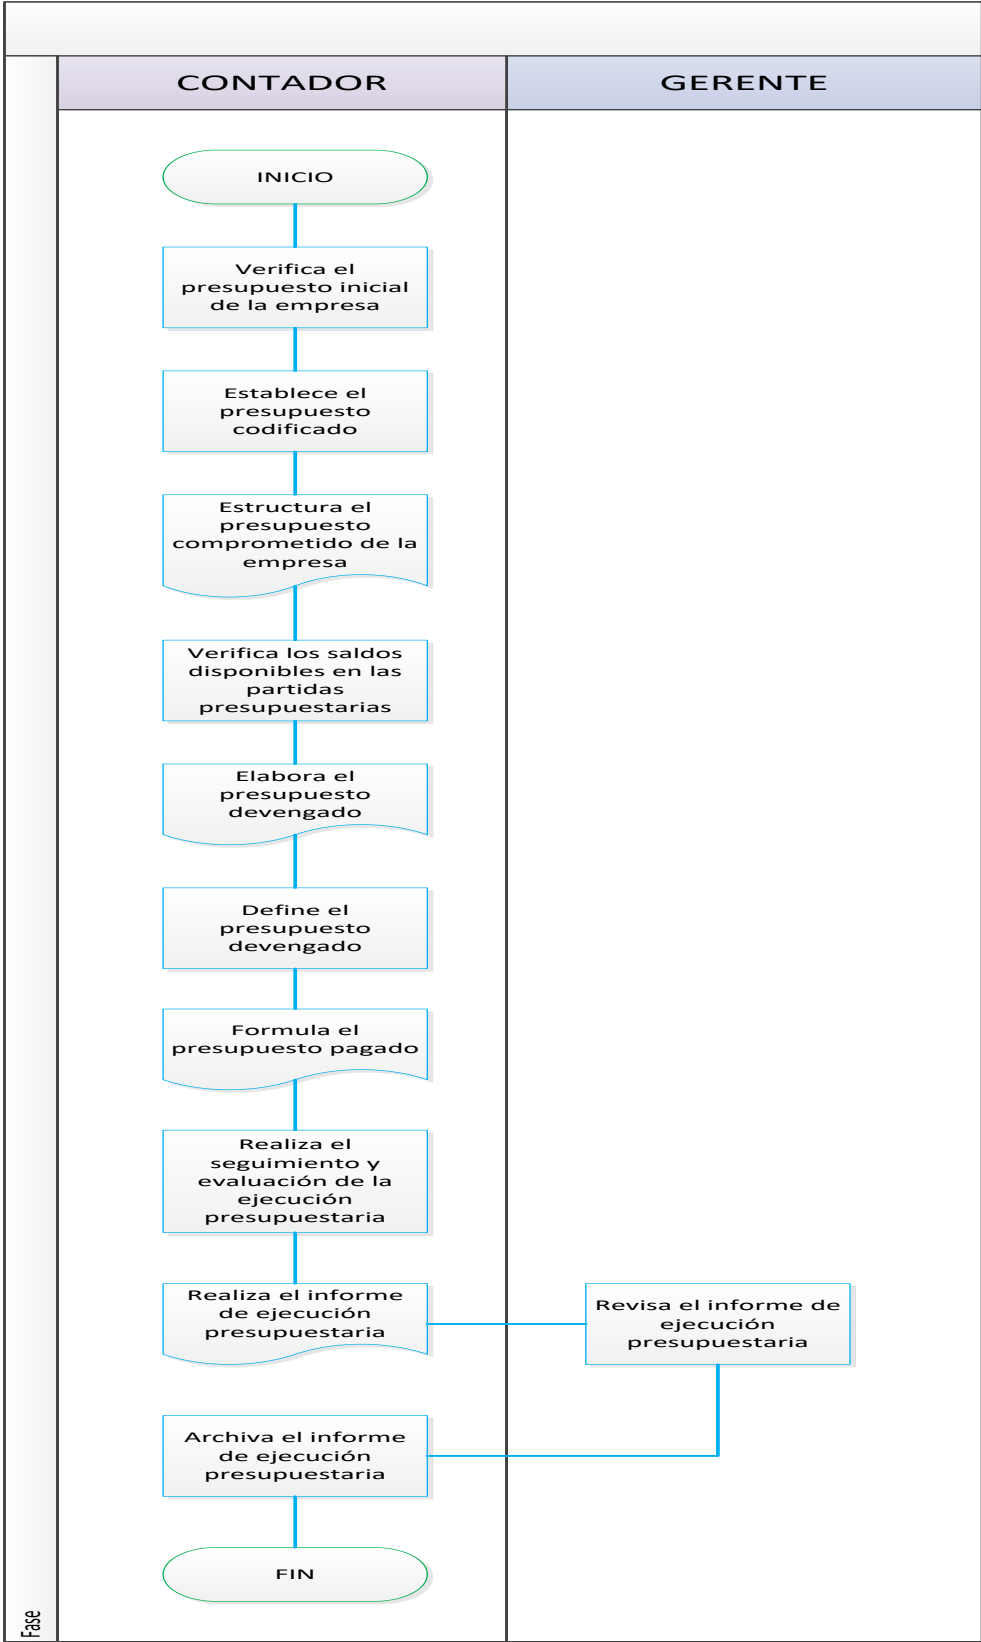 CONTADOR
GERENTE
INICIO
Verifica el
presupuesto inicial
de la empresa
Establece el
presupuesto
codificado
Estructura el
presupuesto
comprometido de la
empresa
Verifica los saldos
disponibles en las
partidas
presupuestarias
Elabora el
presupuesto
devengado
Define el
presupuesto
devengado
Formula el
presupuesto pagado
Realiza el
seguimiento y
evaluación de la
ejecución
presupuestaria
Realiza el informe
de ejecución
presupuestaria
Revisa el informe de
ejecución
presupuestaria
Archiva el informe
de ejecución
presupuestaria
FIN
Fase